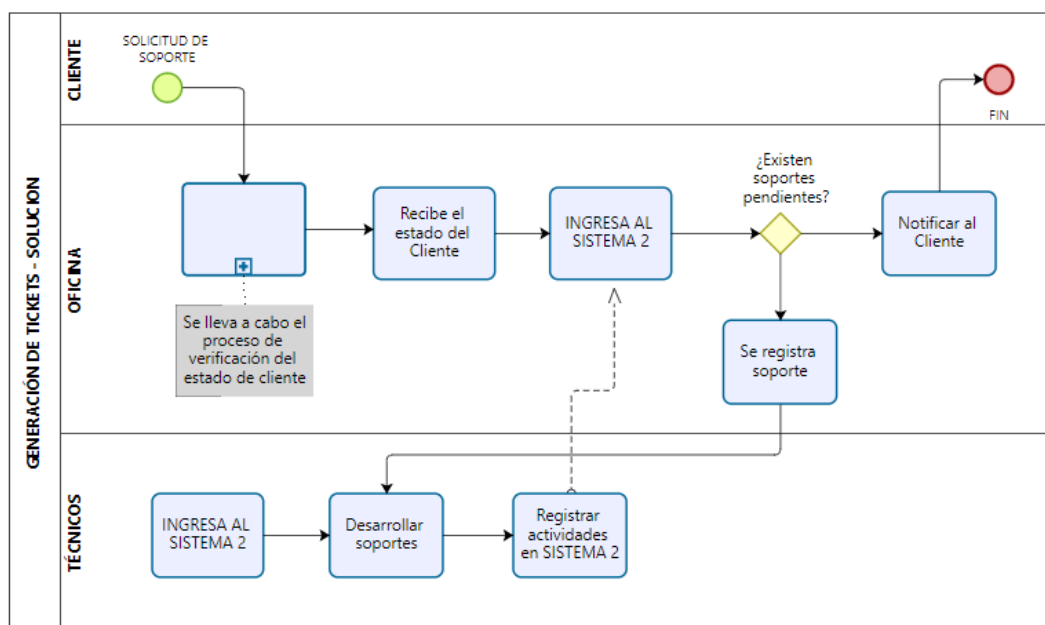 GENERACIÓN DE TICKETS - SOLUCION
CLIENTE
SOLICITUD DE
SOPORTE
FIN
OFICINA
Se lleva a cabo el
proceso de
verificación del
estado de cliente
Recibe el
estado del
Cliente
INGRESA AL
SISTEMA 2
¿Existen
soportes
pendientes?
Notificar al
Cliente
Se registra
soporte
TÉCNICOS
INGRESA AL
SISTEMA 2
Desarrollar
soportes
Registrar
actividades
en SISTEMA 2